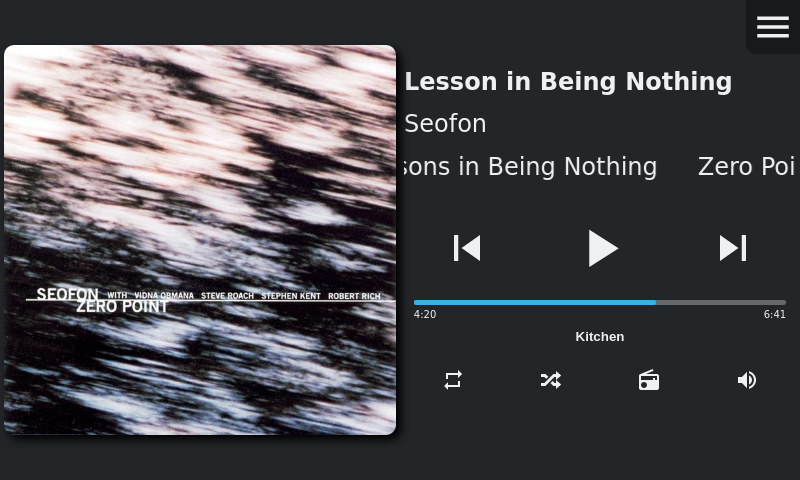 Lesson in Being Nothing
Seofon
sons in Being Nothing Zero Poi
SEOFON WITH VIDNA OBMANA STEVE ROACH STEPHEN KENT ROBERT RICH
ZERO POINT
4:20 6:41
Kitchen